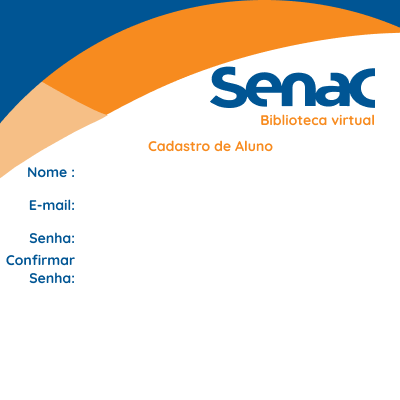 Senac
Biblioteca virtual
Cadastro de Aluno
Nome :
E-mail:
Senha:
Confirmar
Senha: